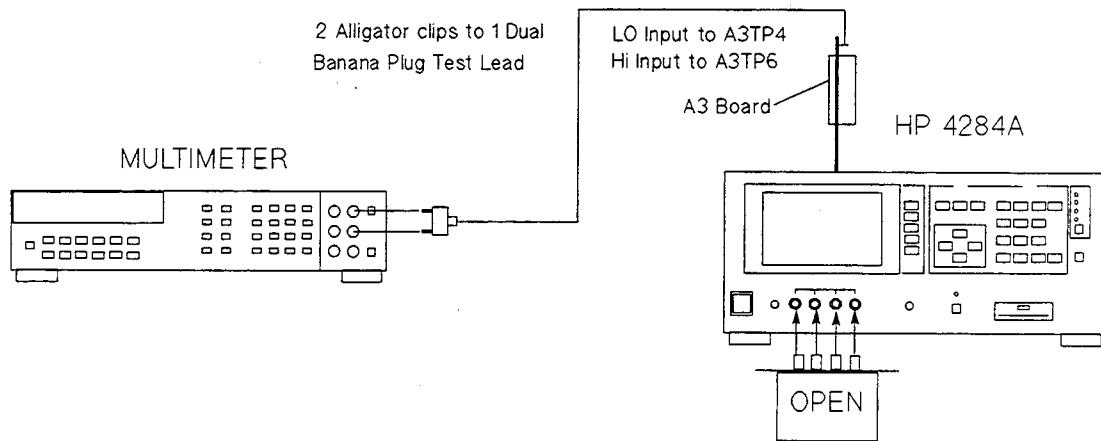 2 Alligator clips to 1 Dual
Banana Plug Test Lead
LO Input to A3TP4
Hi Input to A3TP6
A3 Board
HP 4284A
MULTIMETER
OPEN